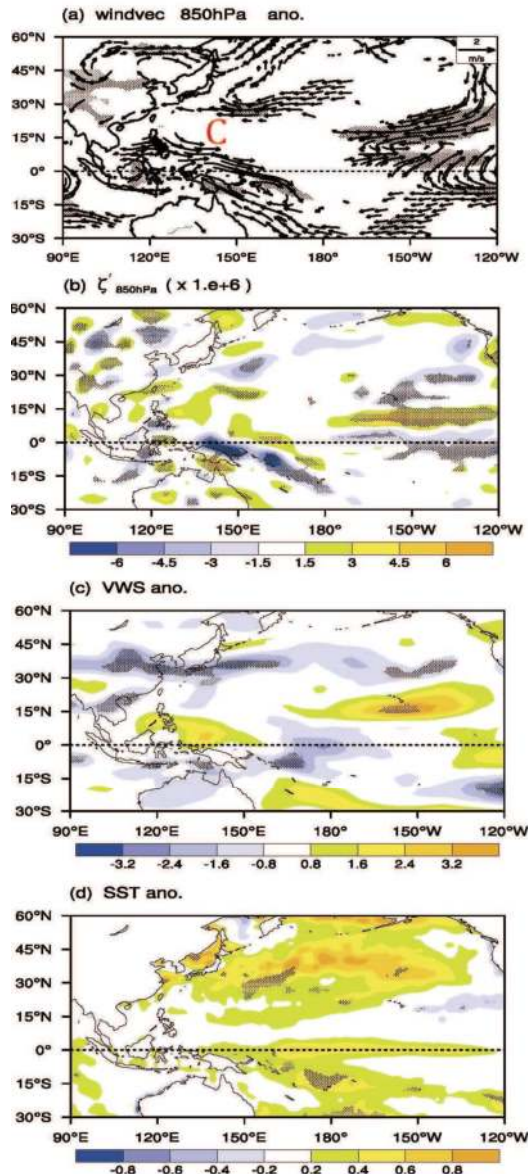 (a) windvec 850hPa ano.
60°N
2
m/s
45°N
30°N
15°N
C
0°
15°S
30°S
90°E 120°E 150°E 180° 150°W 120°W
(b) ζ' 850hPa ( x 1.e+6)
60°N
45°N
30°N
15°N
0°
15°S
30°S
90°E 120°E 150°E 180° 150°W 120°W
-6 -4.5 -3 -1.5 1.5 3 4.5 6
(c) VWS ano.
60°N
45°N
30°N
15°N
0°
15°S
30°S
90°E 120°E 150°E 180° 150°W 120°W
-3.2 -2.4 -1.6 -0.8 0.8 1.6 2.4 3.2
(d) SST ano.
60°N
45°N
30°N
15°N
0°
15°S
30°S
90°E 120°E 150°E 180° 150°W 120°W
-0.8 -0.6 -0.4 -0.2 0.2 0.4 0.6 0.8